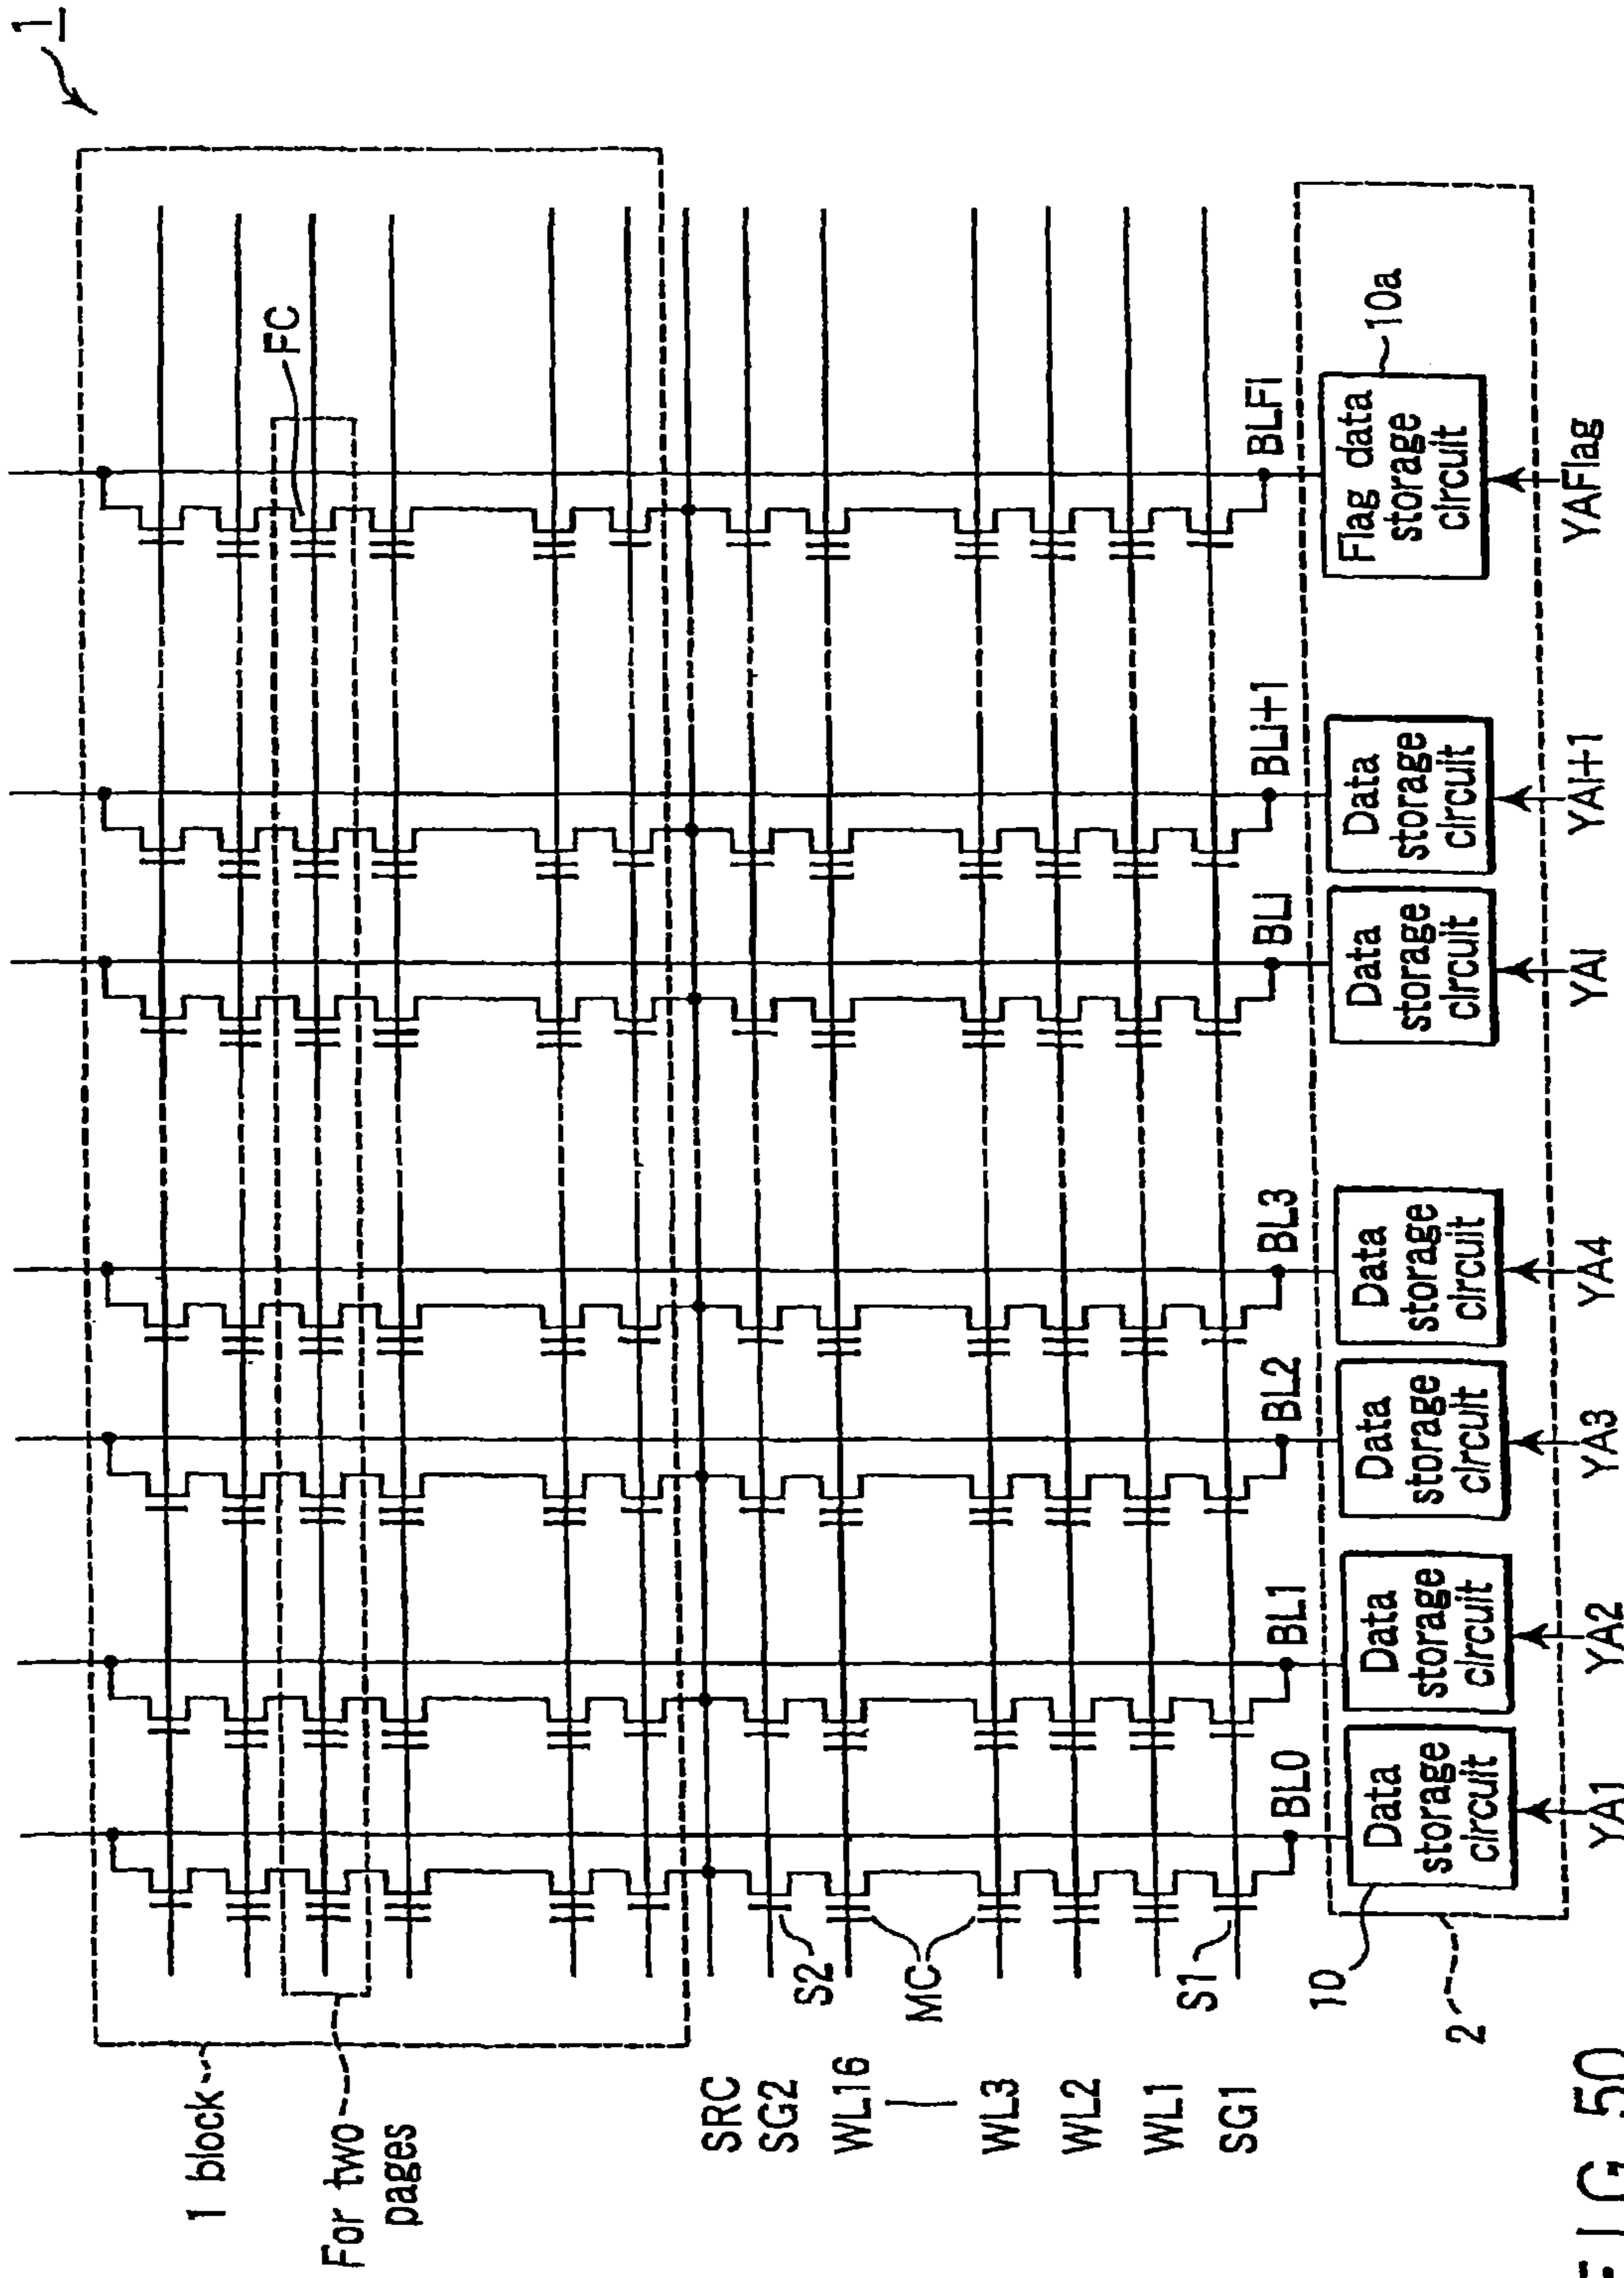 1
1 block
For two
pages
FC
SRC
SG2
WL16
WL3
WL2
WL1
SG1
S2
MC
S1
BL0
BL1
BL2
BL3
BLi
BLi+1
BLFi
10
Data
storage
circuit
Data
storage
circuit
Data
storage
circuit
Data
storage
circuit
Data
storage
circuit
Data
storage
circuit
Flag data
storage
circuit
10a
2
YA1
YA2
YA3
YA4
YAi
YAi+1
YAFlag
FIG.50